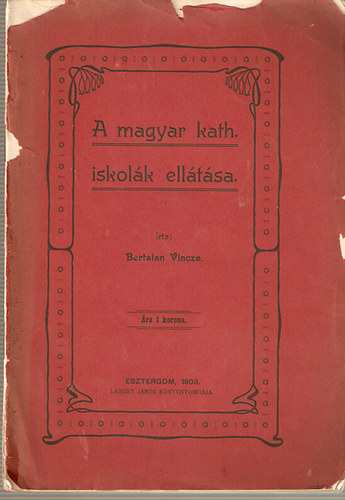 A magyar kath.
iskolák ellátása.
Irta:
Bertalan Vincze.
Ára 1 korona.
ESZTERGOM, 1903.
LAISZKY JÁNOS KÖNYVNYOMDÁJA.